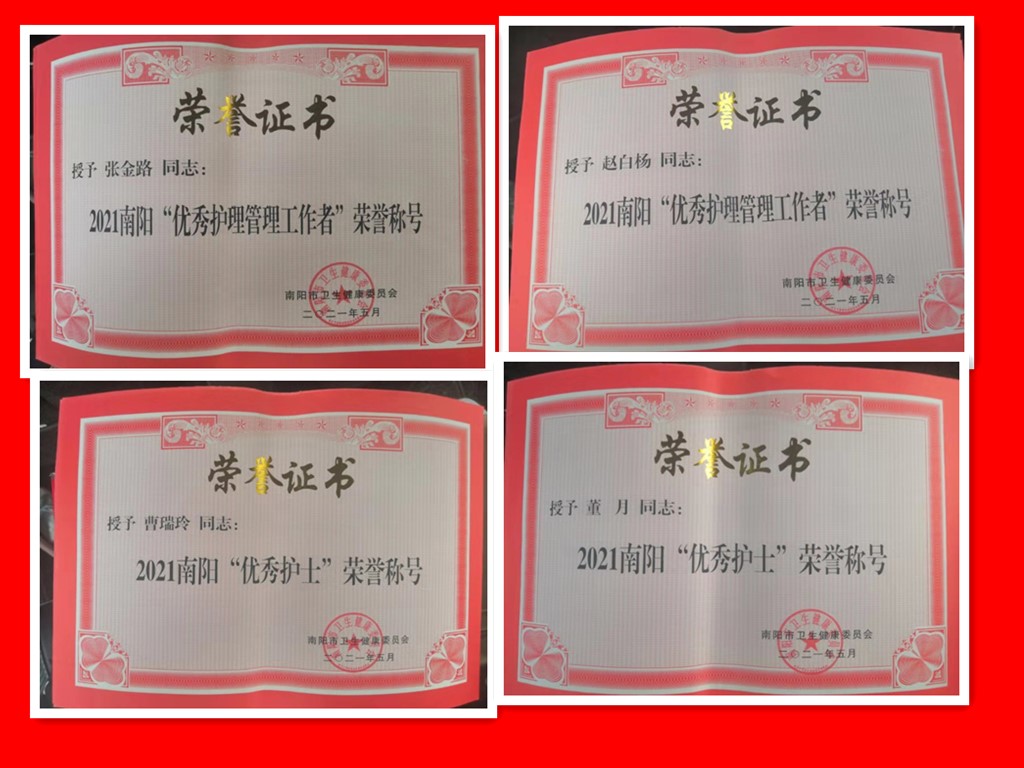 荣誉证书
授予 张金路 同志：
2021南阳“优秀护理管理工作者”荣誉称号
南阳市卫生健康委员会
二〇二一年五月
荣誉证书
授予 赵白杨 同志：
2021南阳“优秀护理管理工作者”荣誉称号
南阳市卫生健康委员会
二〇二一年五月
荣誉证书
授予 曹瑞玲 同志：
2021南阳“优秀护士”荣誉称号
南阳市卫生健康委员会
二〇二一年五月
荣誉证书
授予 董 月 同志：
2021南阳“优秀护士”荣誉称号
南阳市卫生健康委员会
二〇二一年五月